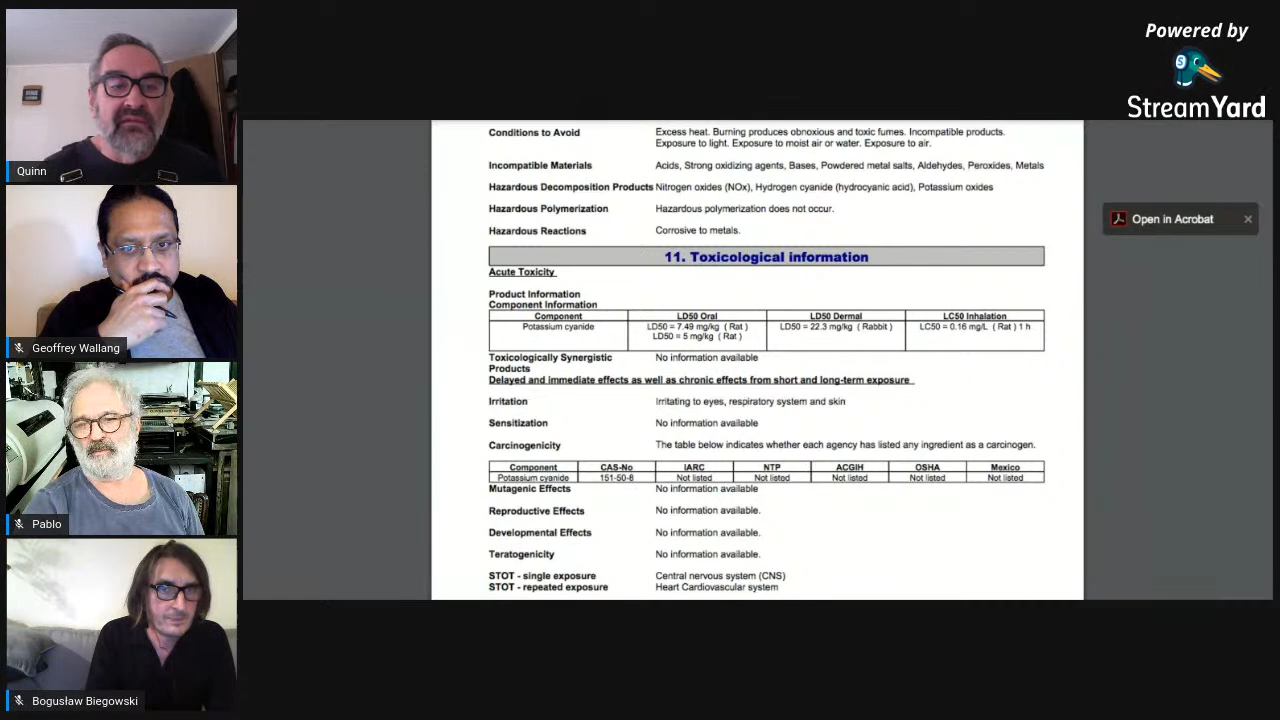 Powered by
StreamYard
Quinn
Geoffrey Wallang
Pablo
Bogusław Biegowski
Conditions to Avoid Excess heat. Burning produces obnoxious and toxic fumes. Incompatible products.
Exposure to light. Exposure to moist air or water. Exposure to air.
Incompatible Materials Acids, Strong oxidizing agents, Bases, Powdered metal salts, Aldehydes, Peroxides, Metals
Hazardous Decomposition Products Nitrogen oxides (NOx), Hydrogen cyanide (hydrocyanic acid), Potassium oxides
Hazardous Polymerization Hazardous polymerization does not occur.
Hazardous Reactions Corrosive to metals.
11. Toxicological information
Acute Toxicity
Product Information
Component Information
Component LD50 Oral LD50 Dermal LC50 Inhalation
Potassium cyanide LD50 = 7.49 mg/kg ( Rat ) LD50 = 22.3 mg/kg ( Rabbit ) LC50 = 0.16 mg/L ( Rat ) 1 h
LD50 = 5 mg/kg ( Rat )
Toxicologically Synergistic No information available
Products
Delayed and immediate effects as well as chronic effects from short and long-term exposure
Irritation Irritating to eyes, respiratory system and skin
Sensitization No information available
Carcinogenicity The table below indicates whether each agency has listed any ingredient as a carcinogen.
Component CAS-No IARC NTP ACGIH OSHA Mexico
Potassium cyanide 151-50-8 Not listed Not listed Not listed Not listed Not listed
Mutagenic Effects No information available
Reproductive Effects No information available.
Developmental Effects No information available.
Teratogenicity No information available.
STOT - single exposure Central nervous system (CNS)
STOT - repeated exposure Heart Cardiovascular system
Open in Acrobat